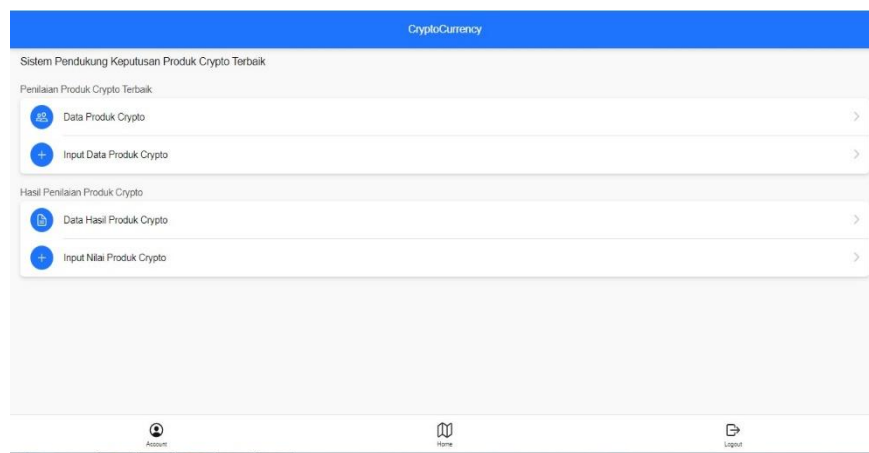 CryptoCurrency
Sistem Pendukung Keputusan Produk Crypto Terbaik
Penilaian Produk Crypto Terbaik
Data Produk Crypto
Input Data Produk Crypto
Hasil Penilaian Produk Crypto
Data Hasil Produk Crypto
Input Nilai Produk Crypto
Account Home Logout